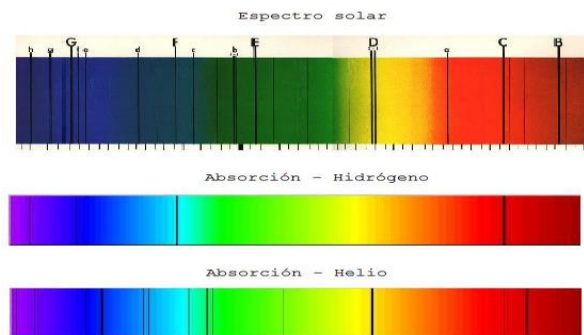 Espectro solar
h g G f e d F c b E D a C B
Absorción - Hidrógeno
Absorción - Helio